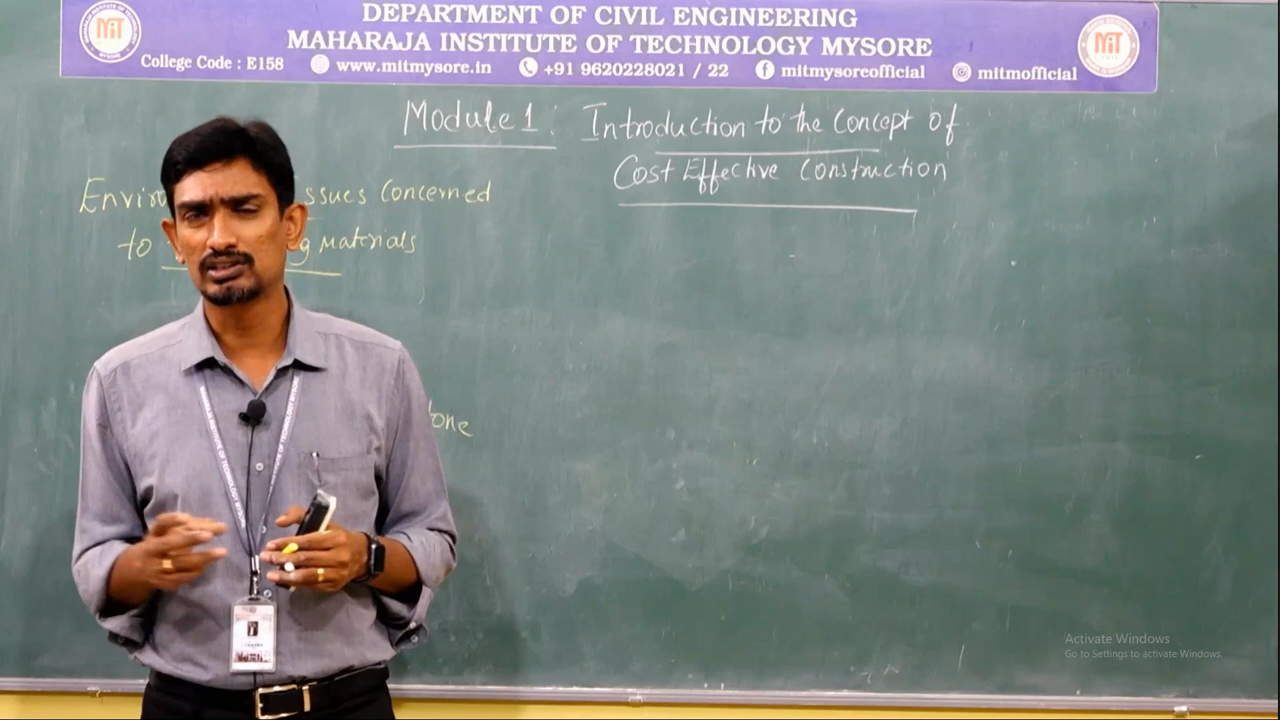 DEPARTMENT OF CIVIL ENGINEERING
MAHARAJA INSTITUTE OF TECHNOLOGY MYSORE
College Code : E158 www.mitmysore.in +91 9620228021 / 22 mitmysoreofficial mitmofficial
Module 1 : Introduction to the Concept of
Cost Effective Construction
Envir ssues Concerned
to g Materials
one
Activate Windows
Go to Settings to activate Windows.